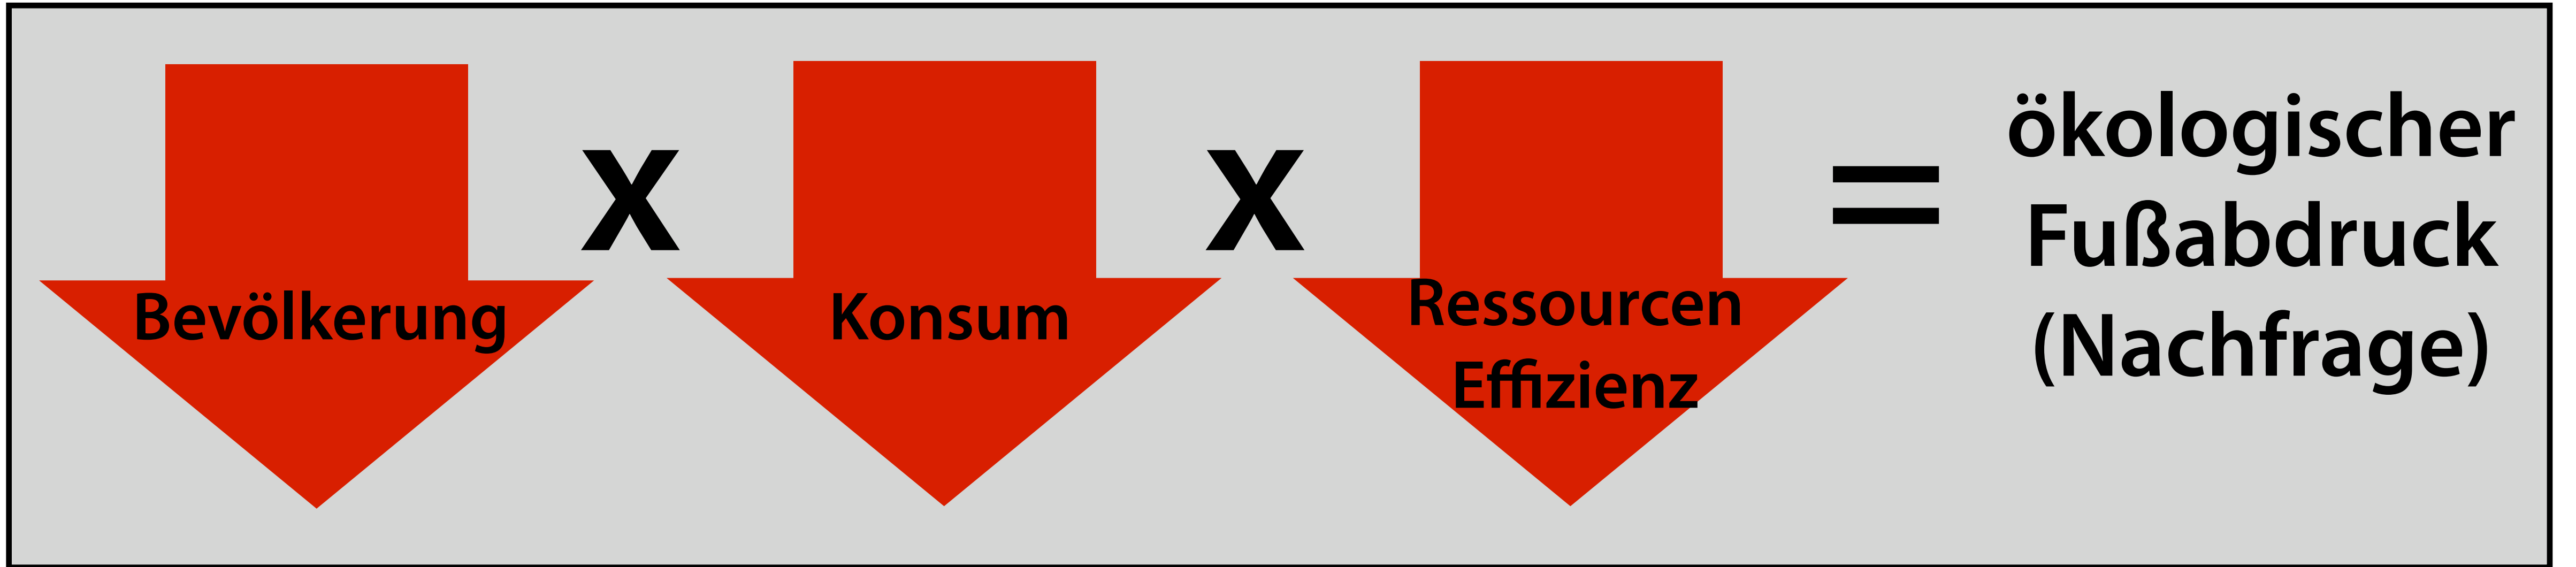 Bevölkerung
x
Konsum
x
Ressourcen
Effizienz
=
ökologischer
Fußabdruck
(Nachfrage)